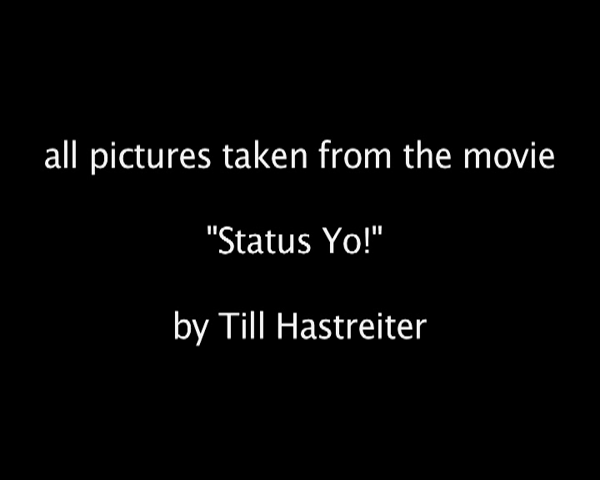 all pictures taken from the movie
"Status Yo!"
by Till Hastreiter